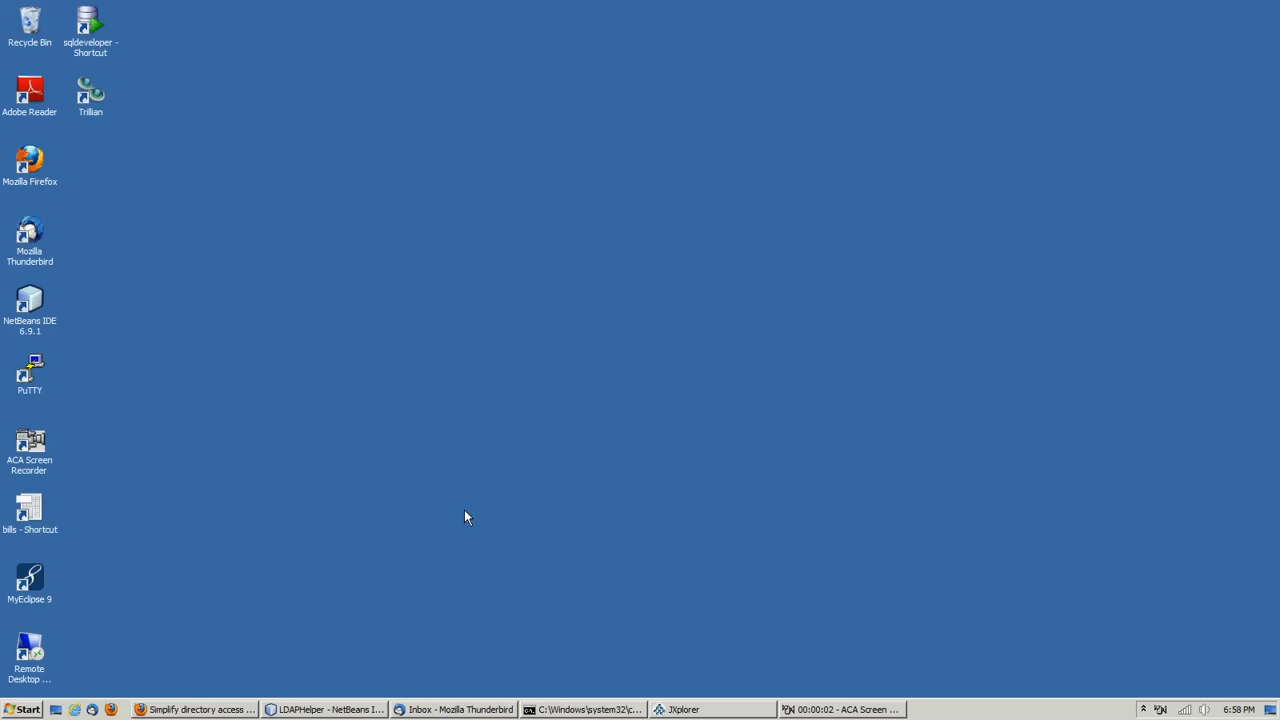 Recycle Bin
sqldeveloper -
Shortcut
Adobe Reader
Trillian
Mozilla Firefox
Mozilla
Thunderbird
NetBeans IDE
6.9.1
PuTTY
ACA Screen
Recorder
bills - Shortcut
MyEclipse 9
Remote
Desktop ...
Start
Simplify directory access ...
LDAPHelper - NetBeans I...
Inbox - Mozilla Thunderbird
C:\Windows\system32\c...
JXplorer
00:00:02 - ACA Screen ...
6:58 PM